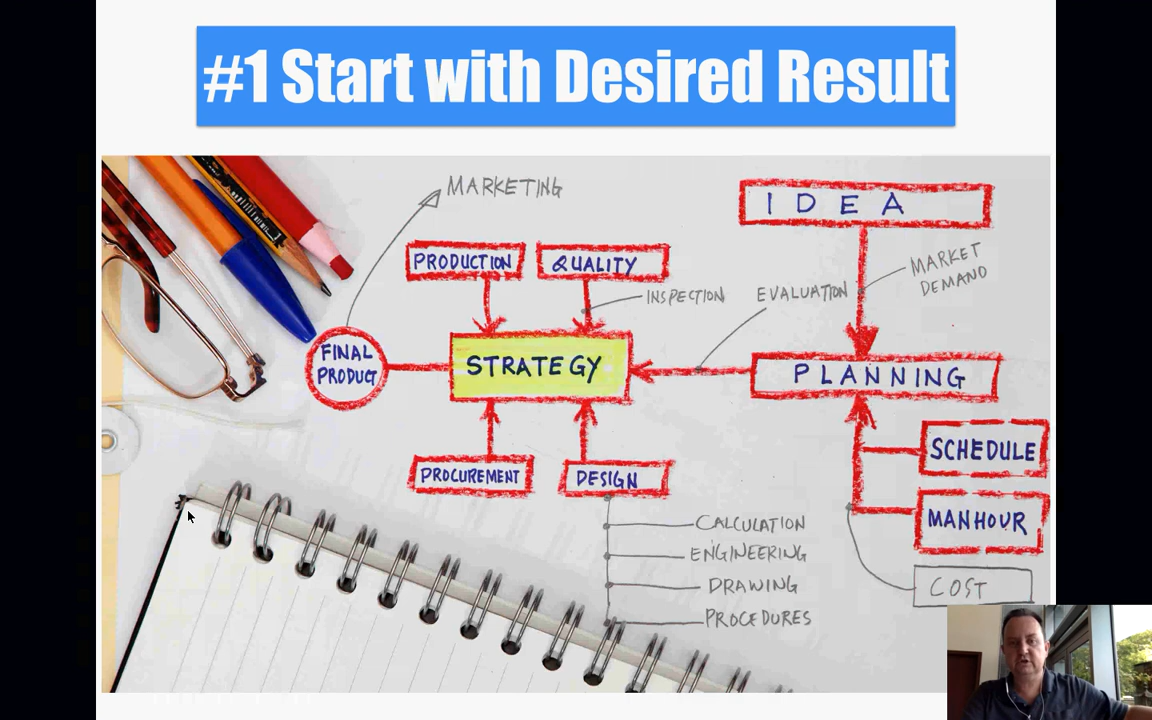 #1 Start with Desired Result
MARKETING
IDEA
PRODUCTION
QUALITY
MARKET
DEMAND
INSPECTION
EVALUATION
FINAL
PRODUCT
STRATEGY
PLANNING
SCHEDULE
PROCUREMENT
DESIGN
MANHOUR
CALCULATION
ENGINEERING
DRAWING
COST
PROCEDURES